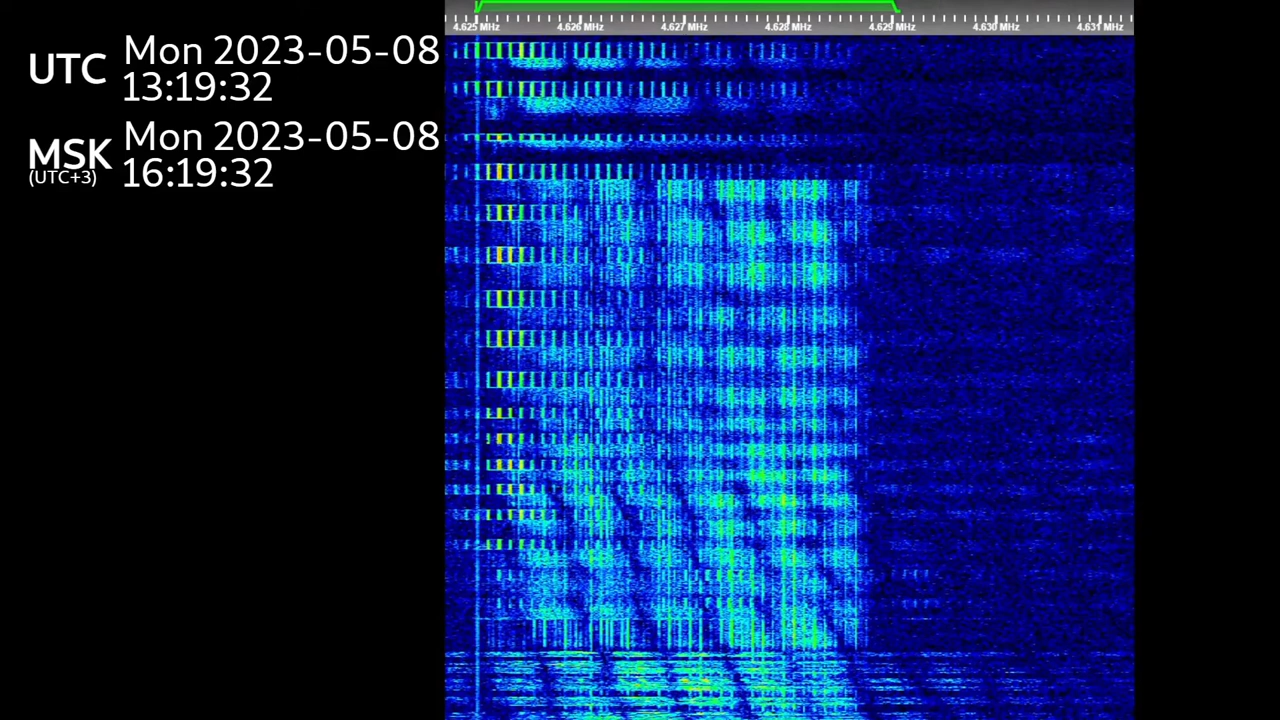 UTC Mon 2023-05-08
13:19:32
MSK Mon 2023-05-08
(UTC+3) 16:19:32
4.625 MHz 4.626 MHz 4.627 MHz 4.628 MHz 4.629 MHz 4.630 MHz 4.631 MHz